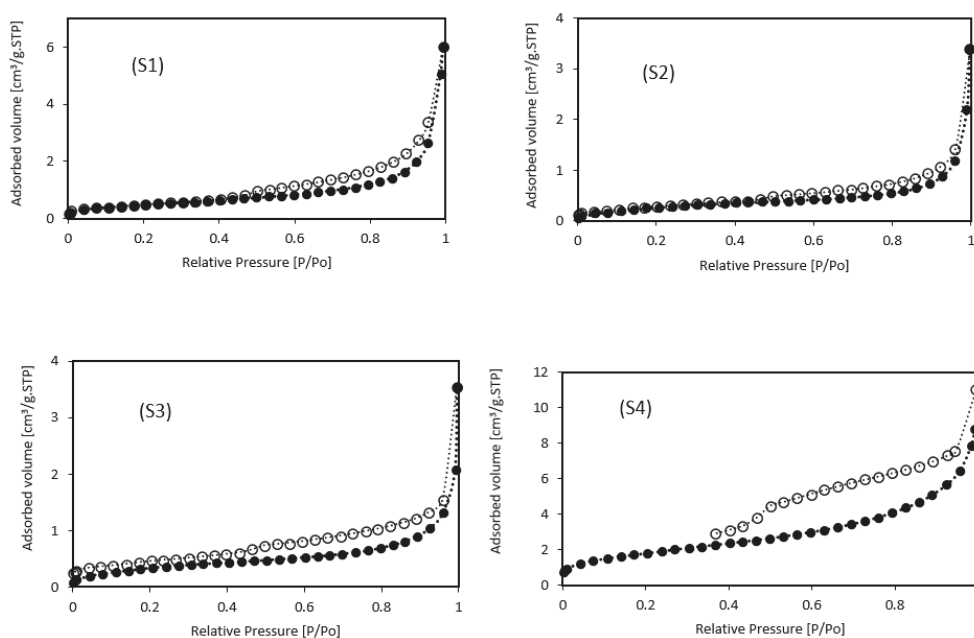 Adsorbed volume [cm³/g.STP]
6
4
2
0
(S1)
0 0.2 0.4 0.6 0.8 1
Relative Pressure [P/Po]
Adsorbed volume [cm³/g.STP]
4
3
2
1
0
(S2)
0 0.2 0.4 0.6 0.8 1
Relative Pressure [P/Po]
Adsorbed volume [cm³/g.STP]
4
3
2
1
0
(S3)
0 0.2 0.4 0.6 0.8 1
Relative Pressure [P/Po]
Adsorbed volume [cm³/g.STP]
12
10
8
6
4
2
0
(S4)
0 0.2 0.4 0.6 0.8
Relative Pressure [P/Po]